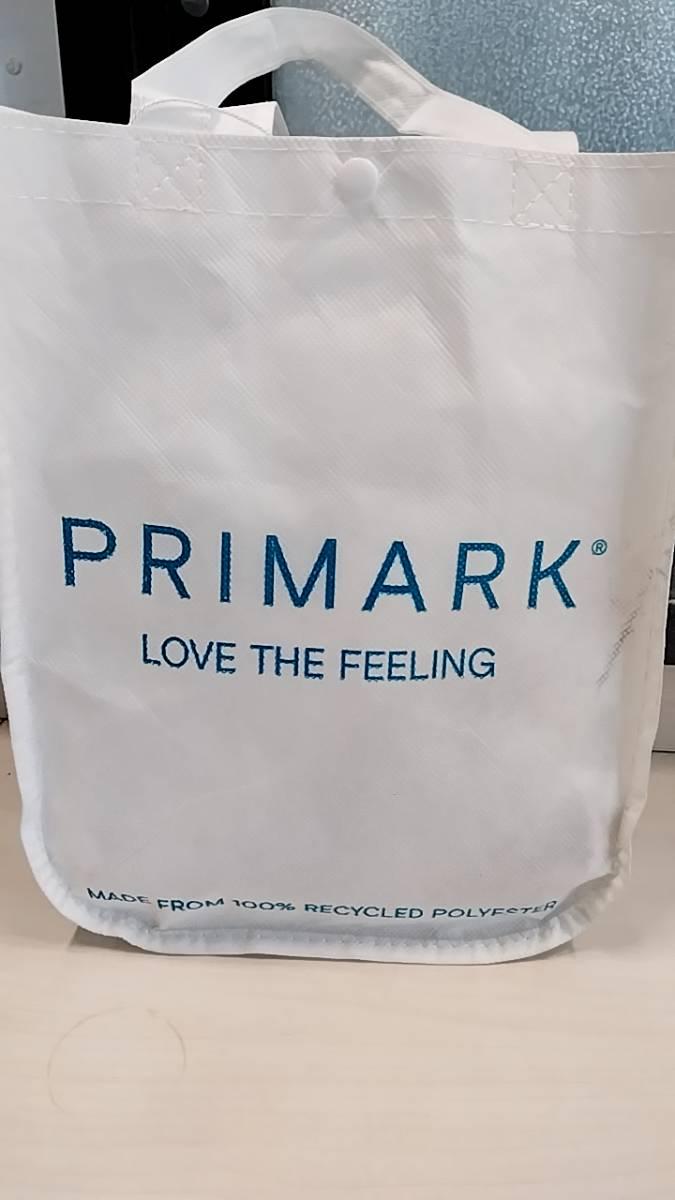 PRIMARK®
LOVE THE FEELING
MADE FROM 100% RECYCLED POLYESTER